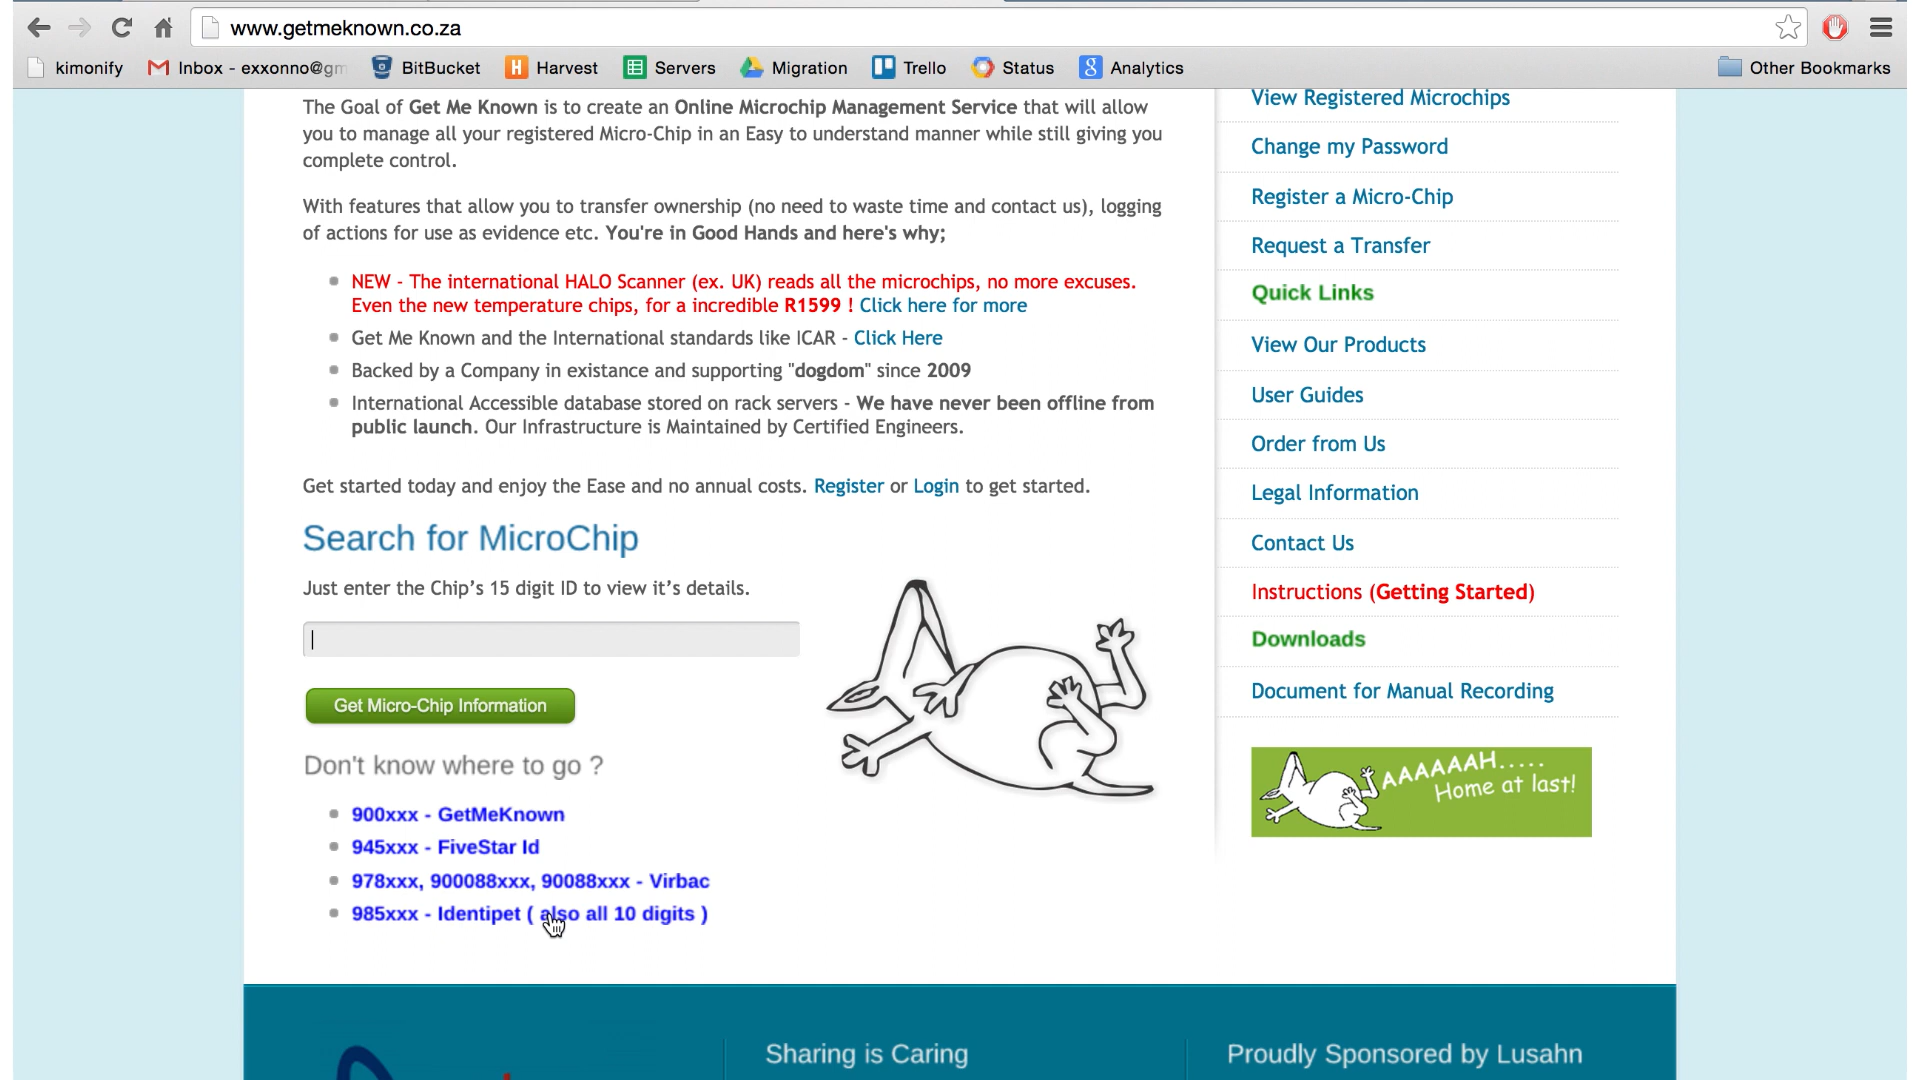 www.getmeknown.co.za
kimonify Inbox - exxonno@gm BitBucket Harvest Servers Migration Trello Status Analytics Other Bookmarks
The Goal of Get Me Known is to create an Online Microchip Management Service that will allow
you to manage all your registered Micro-Chip in an Easy to understand manner while still giving you
complete control.
With features that allow you to transfer ownership (no need to waste time and contact us), logging
of actions for use as evidence etc. You're in Good Hands and here's why;
NEW - The international HALO Scanner (ex. UK) reads all the microchips, no more excuses.
Even the new temperature chips, for a incredible R1599 ! Click here for more
Get Me Known and the International standards like ICAR - Click Here
Backed by a Company in existance and supporting "dogdom" since 2009
International Accessible database stored on rack servers - We have never been offline from
public launch. Our Infrastructure is Maintained by Certified Engineers.
Get started today and enjoy the Ease and no annual costs. Register or Login to get started.
Search for MicroChip
Just enter the Chip’s 15 digit ID to view it’s details.
Get Micro-Chip Information
Don't know where to go ?
900xxx - GetMeKnown
945xxx - FiveStar Id
978xxx, 900088xxx, 90088xxx - Virbac
985xxx - Identipet ( also all 10 digits )
View Registered Microchips
Change my Password
Register a Micro-Chip
Request a Transfer
Quick Links
View Our Products
User Guides
Order from Us
Legal Information
Contact Us
Instructions (Getting Started)
Downloads
Document for Manual Recording
AAAAAAH.....
Home at last!
Sharing is Caring
Proudly Sponsored by Lusahn